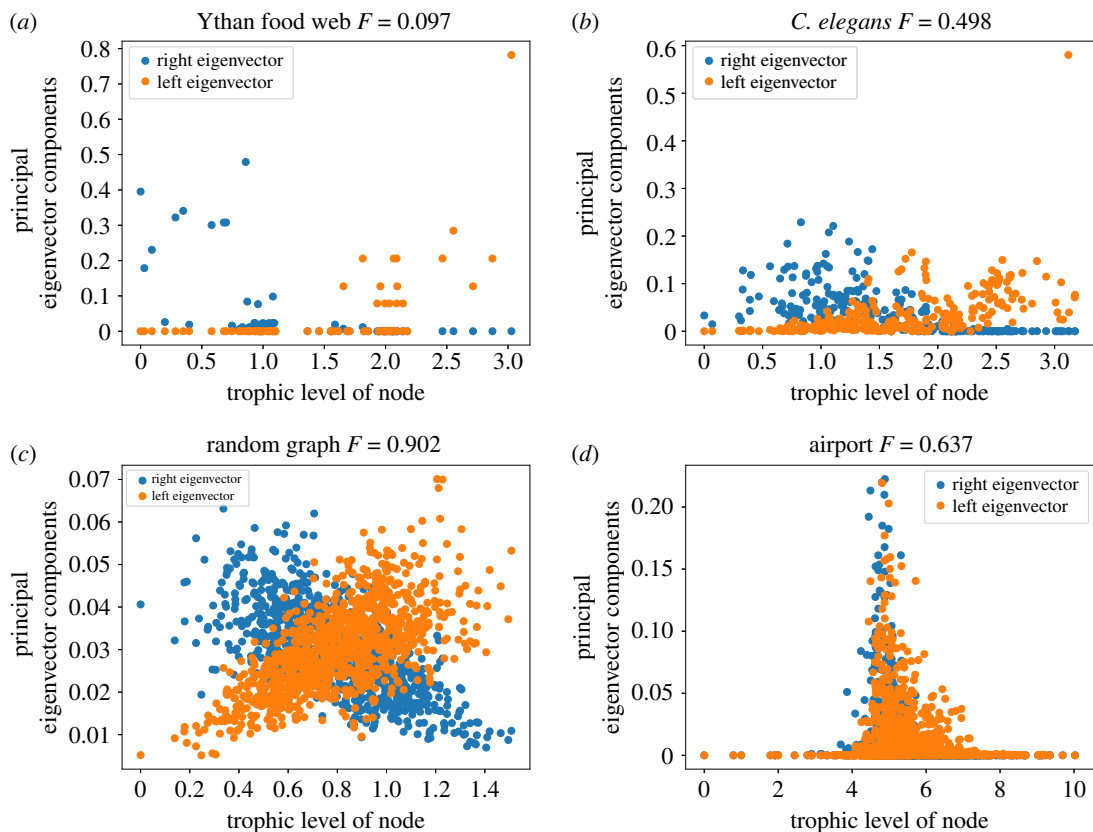 (a) Ythan food web F = 0.097
0.8
0.7
0.6
0.5
0.4
0.3
0.2
0.1
0
principal
eigenvector components
right eigenvector
left eigenvector
0 0.5 1.0 1.5 2.0 2.5 3.0
trophic level of node
(b) C. elegans F = 0.498
0.6
0.5
0.4
0.3
0.2
0.1
0
principal
eigenvector components
right eigenvector
left eigenvector
0 0.5 1.0 1.5 2.0 2.5 3.0
trophic level of node
(c) random graph F = 0.902
0.07
0.06
0.05
0.04
0.03
0.02
0.01
principal
eigenvector components
right eigenvector
left eigenvector
0 0.2 0.4 0.6 0.8 1.0 1.2 1.4
trophic level of node
(d) airport F = 0.637
0.20
0.15
0.10
0.05
0
principal
eigenvector components
right eigenvector
left eigenvector
0 2 4 6 8 10
trophic level of node